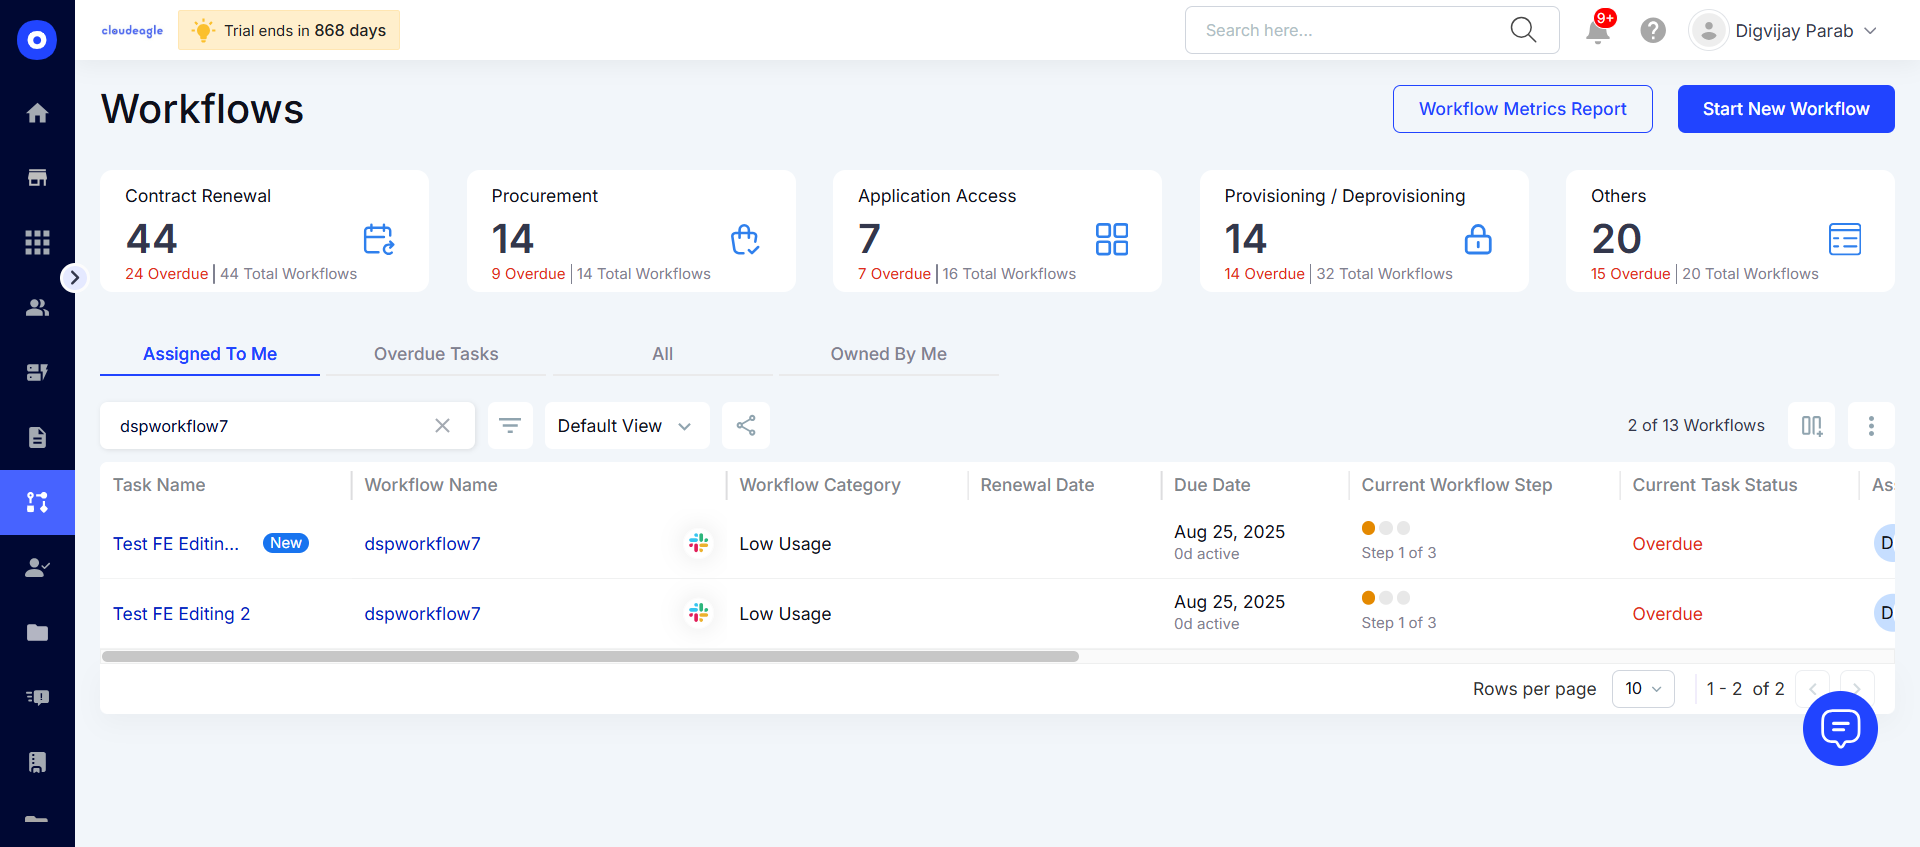 cloudeagle
Trial ends in 868 days
Search here...
9+
Digvijay Parab
Workflows
Workflow Metrics Report
Start New Workflow
Contract Renewal
44
24 Overdue | 44 Total Workflows
Procurement
14
9 Overdue | 14 Total Workflows
Application Access
7
7 Overdue | 16 Total Workflows
Provisioning / Deprovisioning
14
14 Overdue | 32 Total Workflows
Others
20
15 Overdue | 20 Total Workflows
Assigned To Me
Overdue Tasks
All
Owned By Me
dspworkflow7
Default View
2 of 13 Workflows
Task Name
Workflow Name
Workflow Category
Renewal Date
Due Date
Current Workflow Step
Current Task Status
As
Test FE Editin...
New
dspworkflow7
Low Usage
Aug 25, 2025
0d active
Step 1 of 3
Overdue
D
Test FE Editing 2
dspworkflow7
Low Usage
Aug 25, 2025
0d active
Step 1 of 3
Overdue
D
Rows per page
10
1 - 2 of 2